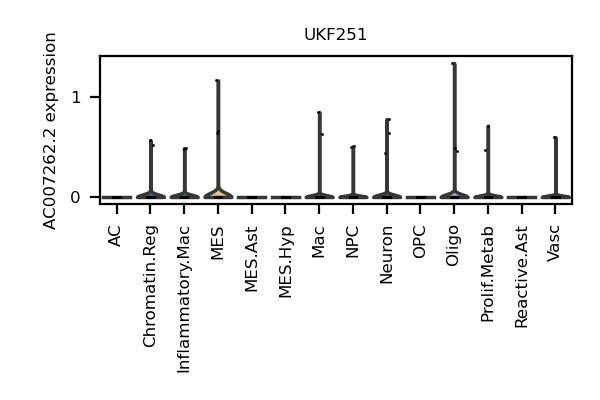 UKF251
AC007262.2 expression
1
0
AC
Chromatin.Reg
Inflammatory.Mac
MES
MES.Ast
MES.Hyp
Mac
NPC
Neuron
OPC
Oligo
Prolif.Metab
Reactive.Ast
Vasc